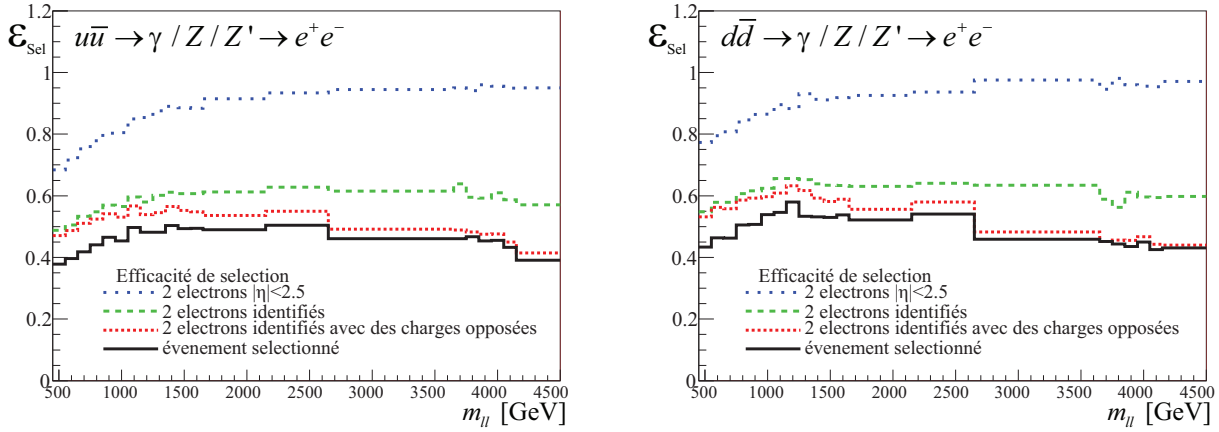 1.2
1
0.8
0.6
0.4
0.2
0
ε_Sel
uū → γ / Z / Z' → e⁺e⁻
Efficacité de selection
2 electrons |η|<2.5
2 electrons identifiés
2 electrons identifiés avec des charges opposées
évenement selectionné
500 1000 1500 2000 2500 3000 3500 4000 4500
m_ll [GeV]
1.2
1
0.8
0.6
0.4
0.2
0
ε_Sel
dd̄ → γ / Z / Z' → e⁺e⁻
Efficacité de selection
2 electrons |η|<2.5
2 electrons identifiés
2 electrons identifiés avec des charges opposées
évenement selectionné
500 1000 1500 2000 2500 3000 3500 4000 4500
m_ll [GeV]